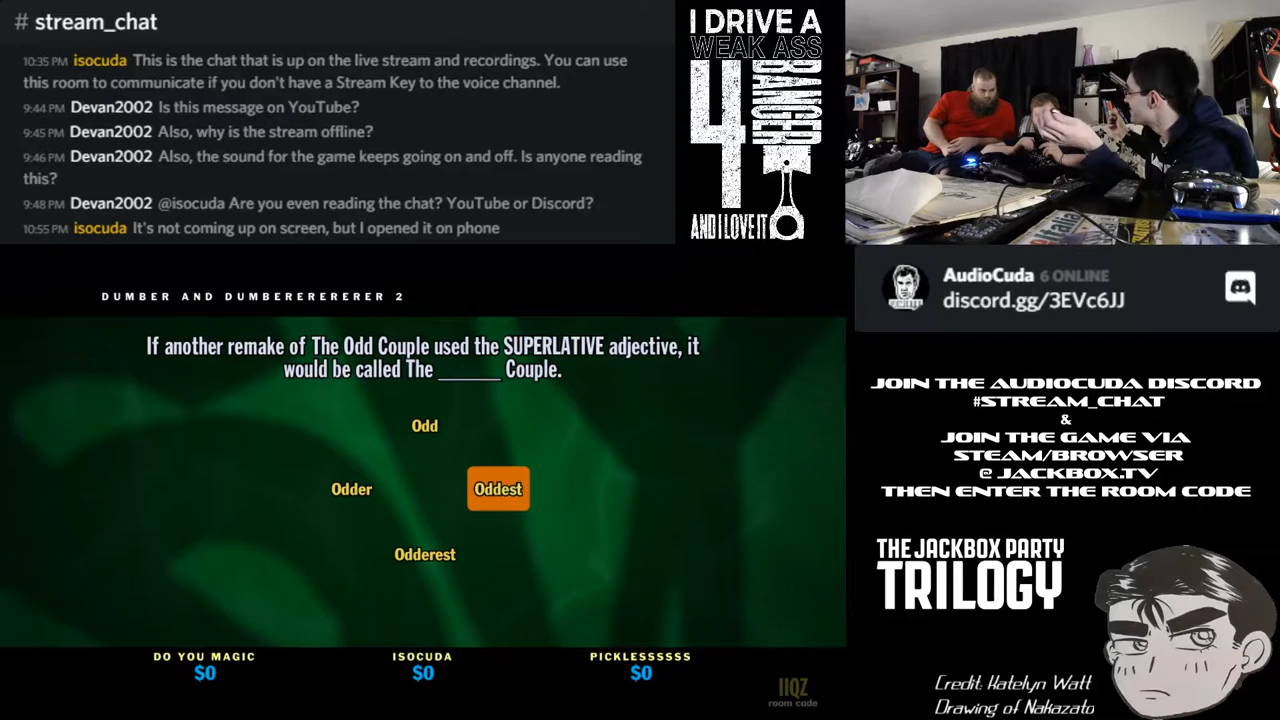 # stream_chat
10:35 PM isocuda This is the chat that is up on the live stream and recordings. You can use
this room to communicate if you don't have a Steam Key to the voice channel.
9:44 PM Devan2002 Is this message on YouTube?
9:45 PM Devan2002 Also, why is the stream offline?
9:46 PM Devan2002 Also, the sound for the game keeps going on and off. Is anyone reading
this?
9:48 PM Devan2002 @isocuda Are you even reading the chat? YouTube or Discord?
10:55 PM isocuda It's not coming up on screen, but I opened it on phone
I DRIVE A
WEAK ASS
4
BANGER
AND I LOVE IT
AudioCuda 6 ONLINE
discord.gg/3EVc6JJ
DUMBER AND DUMBERERERERER 2
If another remake of The Odd Couple used the SUPERLATIVE adjective, it
would be called The ______ Couple.
Odd
Odder
Oddest
Odderest
DO YOU MAGIC
$0
ISOCUDA
$0
PICKLESSSSSS
$0
IIQZ
room code
JOIN THE AUDIOCUDA DISCORD
#STREAM_CHAT
&
JOIN THE GAME VIA
STEAM/BROWSER
@ JACKBOX.TV
THEN ENTER THE ROOM CODE
THE JACKBOX PARTY
TRILOGY
Credit: Katelyn Watt
Drawing of Nakazato